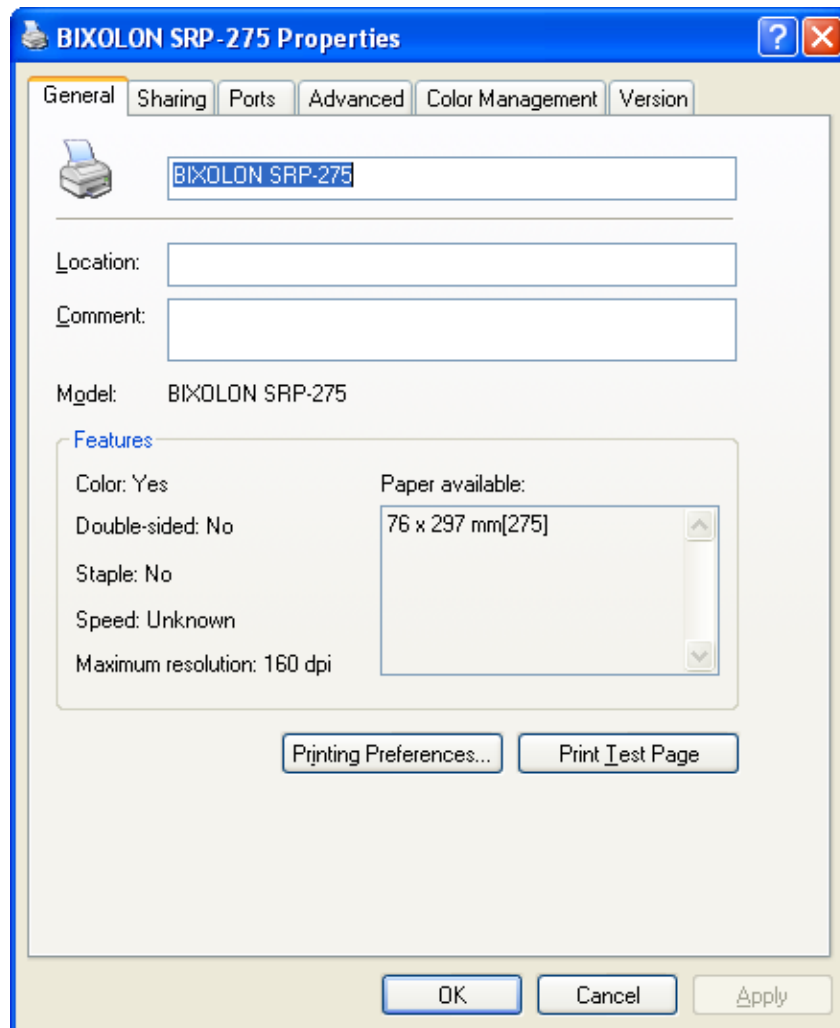 BIXOLON SRP-275 Properties
?
General Sharing Ports Advanced Color Management Version
BIXOLON SRP-275
Location:
Comment:
Model: BIXOLON SRP-275
Features
Color: Yes
Paper available:
Double-sided: No
76 x 297 mm[275]
Staple: No
Speed: Unknown
Maximum resolution: 160 dpi
Printing Preferences... Print Test Page
OK Cancel Apply